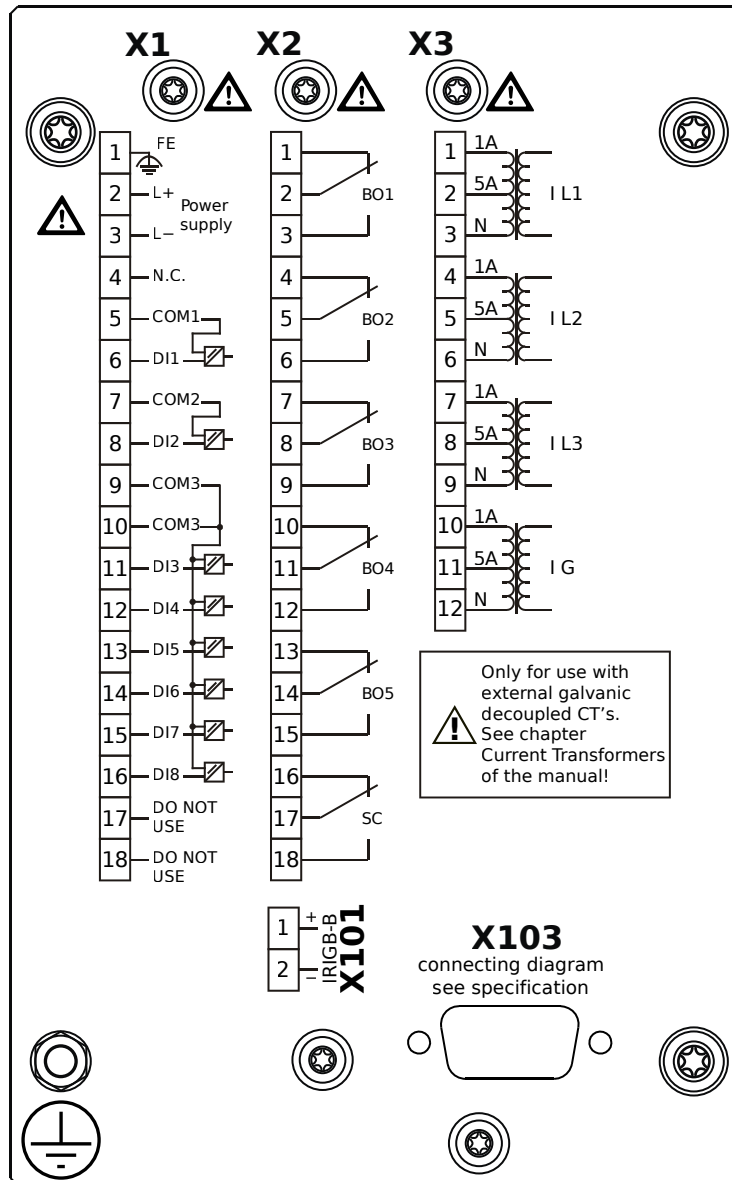 X1
X2
X3
1 FE
2 L+
Power
supply
3 L−
4 N.C.
5 COM1
6 DI1
7 COM2
8 DI2
9 COM3
10 COM3
11 DI3
12 DI4
13 DI5
14 DI6
15 DI7
16 DI8
17 DO NOT
USE
18 DO NOT
USE
1
2 BO1
3
4
5 BO2
6
7
8 BO3
9
10
11 BO4
12
13
14 BO5
15
16
17 SC
18
1 1A
2 5A I L1
3 N
4 1A
5 5A I L2
6 N
7 1A
8 5A I L3
9 N
10 1A
11 5A I G
12 N
Only for use with
external galvanic
decoupled CT's.
See chapter
Current Transformers
of the manual!
1 +
2 −
IRIGB-B
X101
X103
connecting diagram
see specification